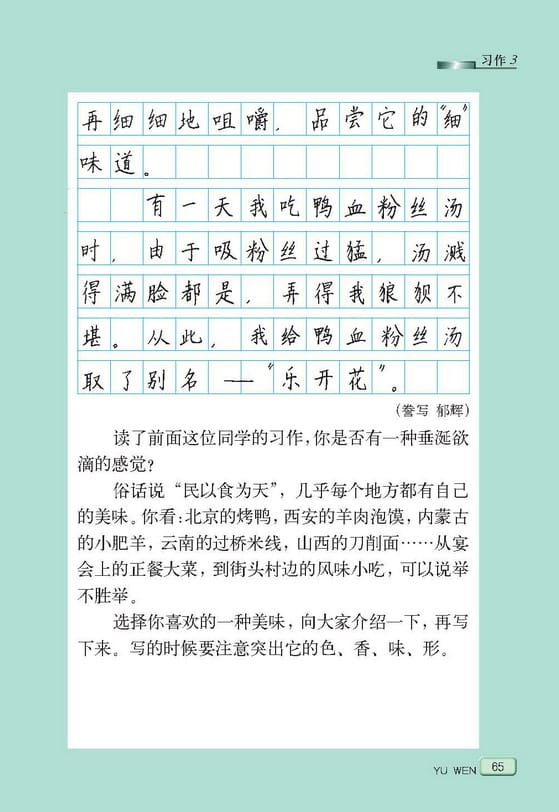 习作 3
再细细地咀嚼，品尝它的“细”
味道。
有一天我吃鸭血粉丝汤
时，由于吸粉丝过猛，汤溅
得满脸都是，弄得我狼狈不
堪。从此，我给鸭血粉丝汤
取了别名——“乐开花”。
（誊写 郁辉）
读了前面这位同学的习作，你是否有一种垂涎欲
滴的感觉？
俗话说“民以食为天”，几乎每个地方都有自己
的美味。你看：北京的烤鸭，西安的羊肉泡馍，内蒙古
的小肥羊，云南的过桥米线，山西的刀削面……从宴
会上的正餐大菜，到街头村边的风味小吃，可以说举
不胜举。
选择你喜欢的一种美味，向大家介绍一下，再写
下来。写的时候要注意突出它的色、香、味、形。
YU WEN 65